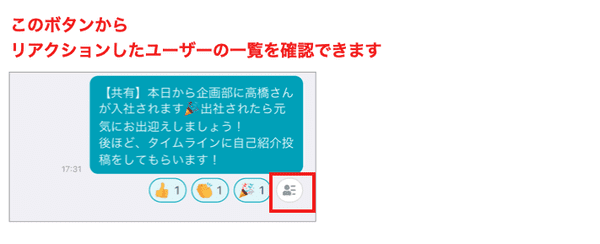 このボタンから
リアクションしたユーザーの一覧を確認できます
【共有】本日から企画部に高橋さん
が入社されます🎉 出社されたら元
気にお出迎えしましょう！
後ほど、タイムラインに自己紹介投
稿をしてもらいます！
17:31
👍 1 👏 1 🎉 1